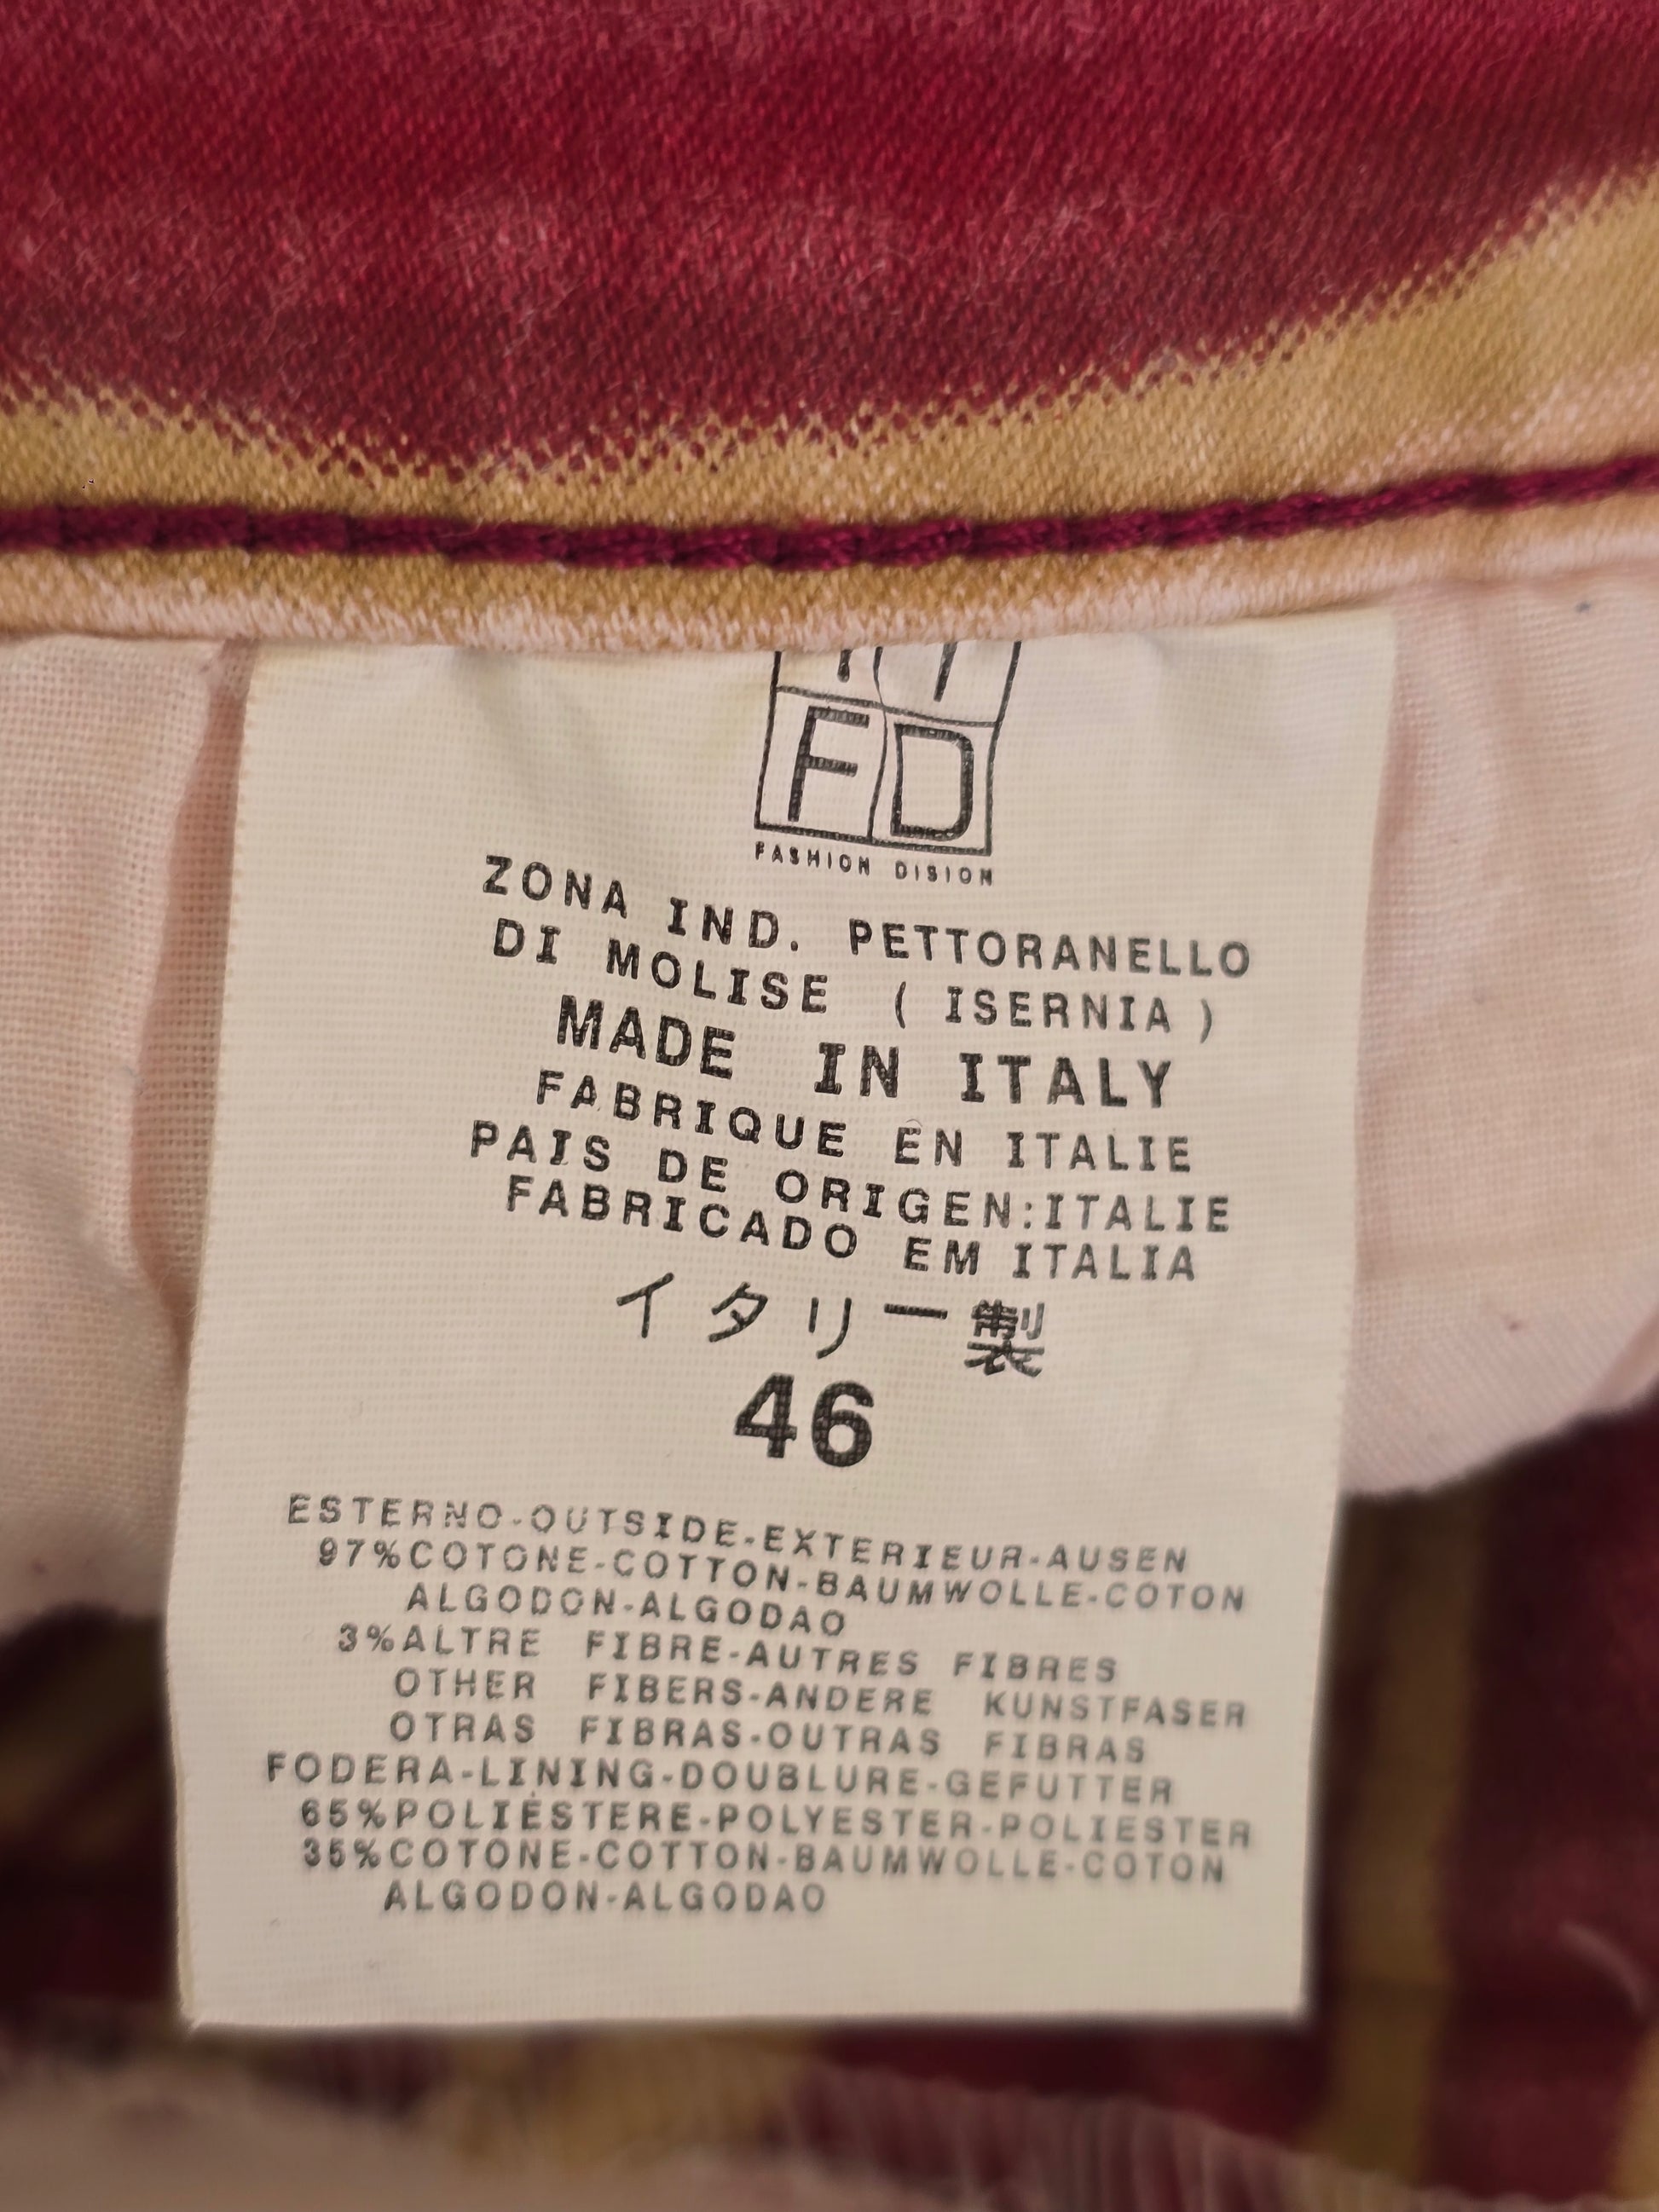 FD
FASHION DISION
ZONA IND. PETTORANELLO
DI MOLISE ( ISERNIA )
MADE IN ITALY
FABRIQUE EN ITALIE
PAIS DE ORIGEN:ITALIE
FABRICADO EM ITALIA
イタリー製
46
ESTERNO-OUTSIDE-EXTERIEUR-AUSEN
97%COTONE-COTTON-BAUMWOLLE-COTON
ALGODON-ALGODAO
3%ALTRE FIBRE-AUTRES FIBRES
OTHER FIBERS-ANDERE KUNSTFASER
OTRAS FIBRAS-OUTRAS FIBRAS
FODERA-LINING-DOUBLURE-GEFUTTER
65%POLIESTERE-POLYESTER-POLIESTER
35%COTONE-COTTON-BAUMWOLLE-COTON
ALGODON-ALGODAO